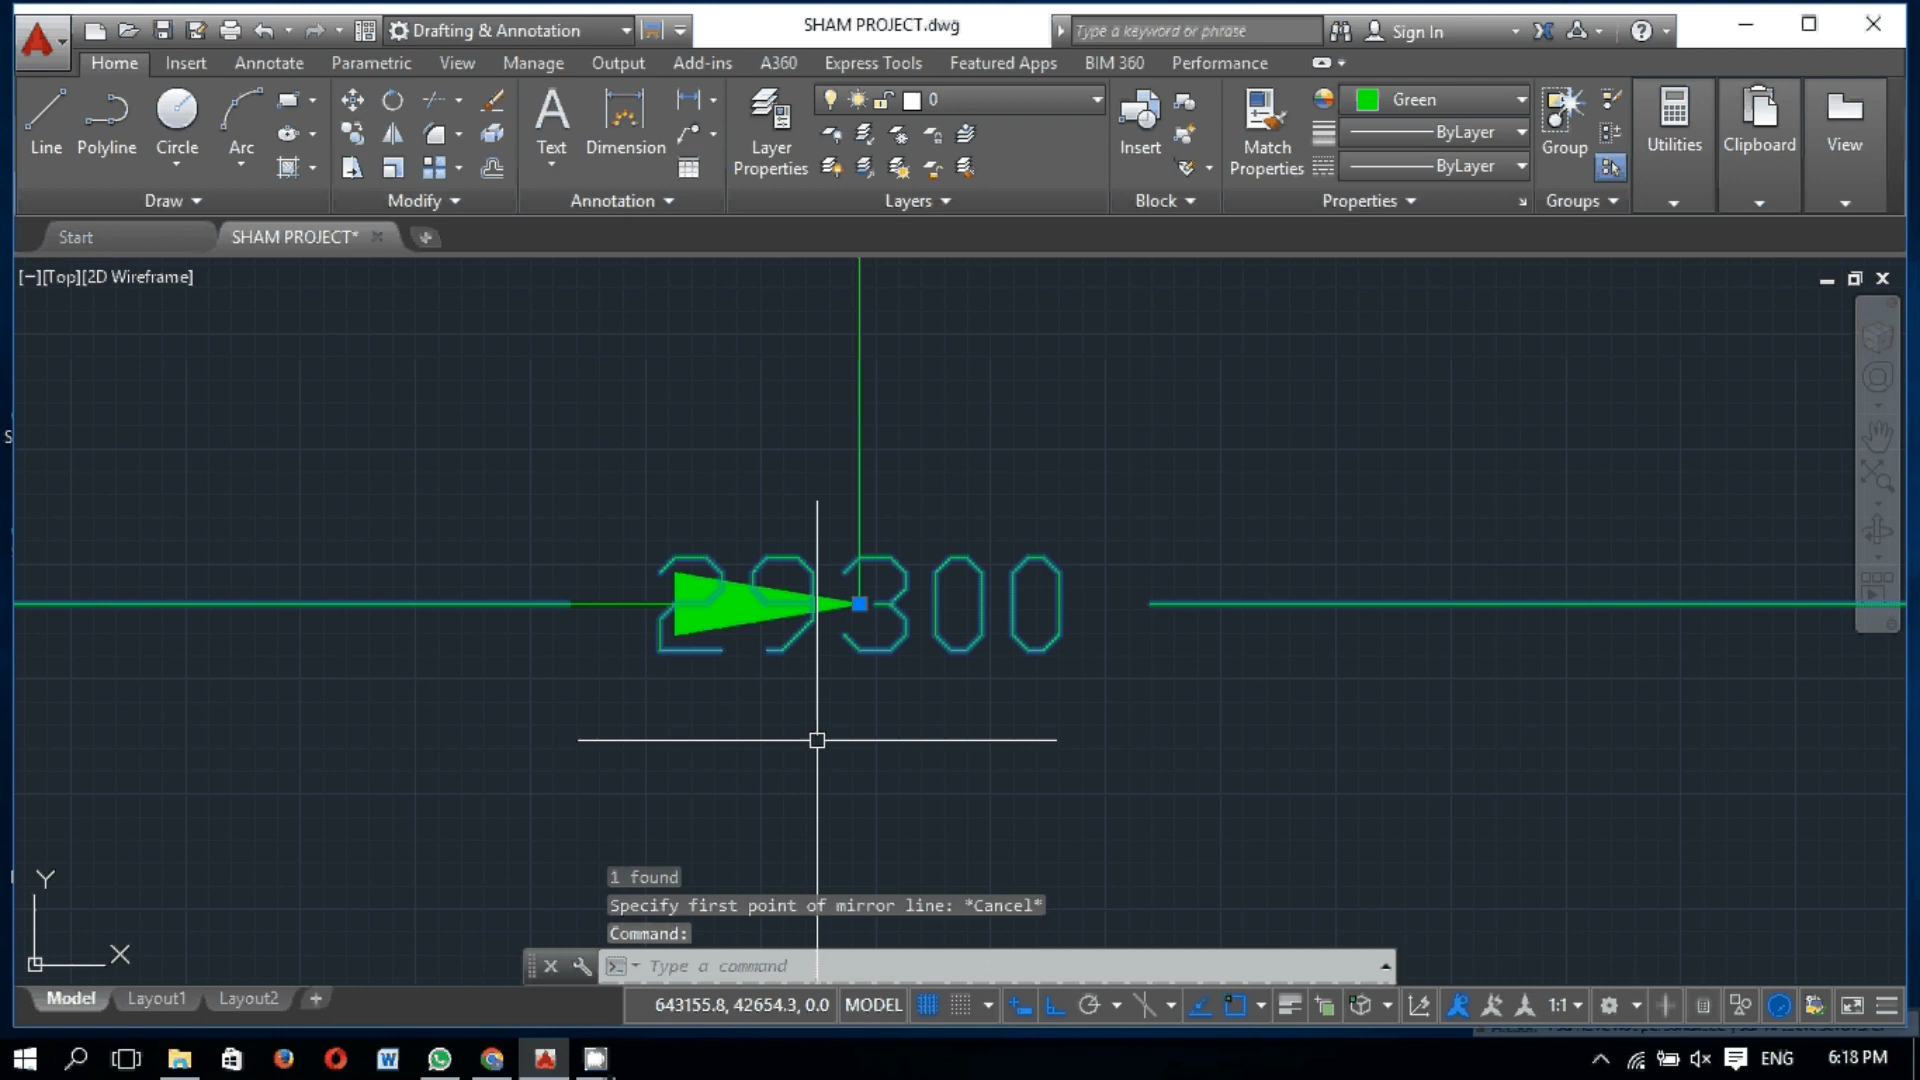 Drafting & Annotation
SHAM PROJECT.dwg
Type a keyword or phrase
Sign In
Home Insert Annotate Parametric View Manage Output Add-ins A360 Express Tools Featured Apps BIM 360 Performance
0
Green
ByLayer
ByLayer
Line Polyline Circle Arc
Text Dimension
Layer Properties
Insert
Match Properties
Group
Utilities
Clipboard
View
Draw Modify Annotation Layers Block Properties Groups
Start SHAM PROJECT*
[−][Top][2D Wireframe]
29300
1 found
Specify first point of mirror line: *Cancel*
Command:
Type a command
Y
X
Model Layout1 Layout2
643155.8, 42654.3, 0.0 MODEL
1:1
ENG 6:18 PM